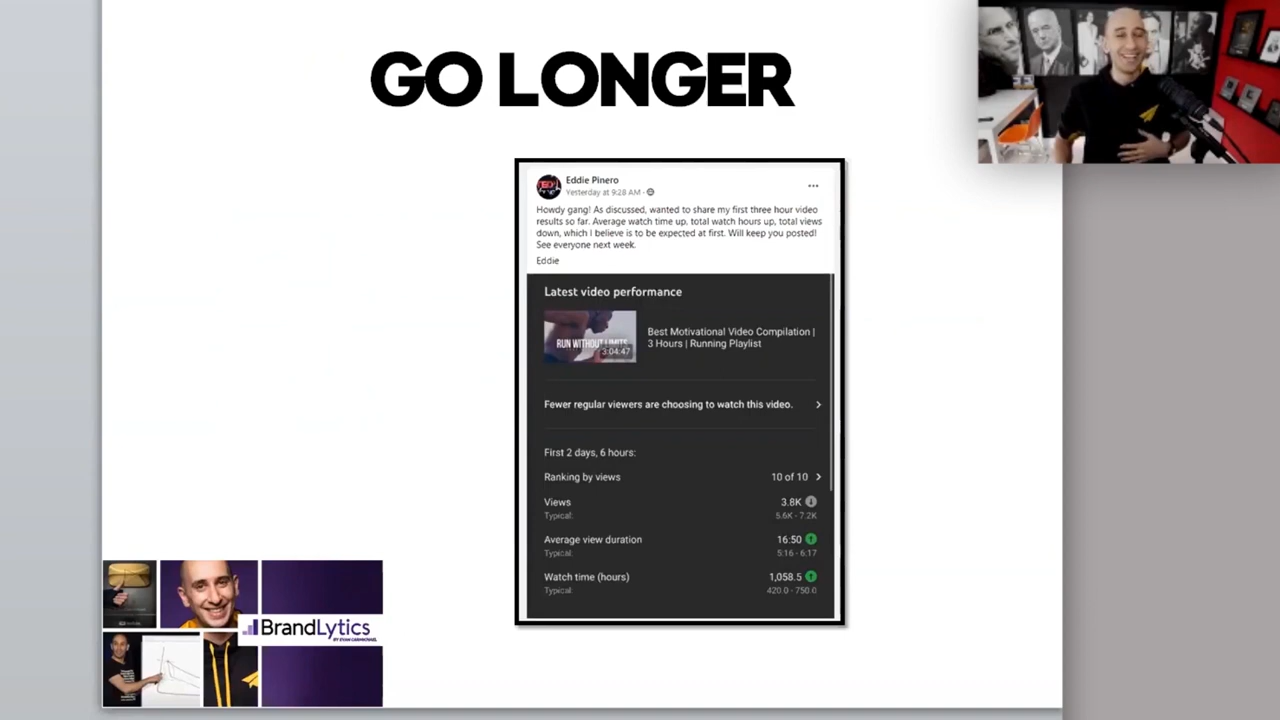 GO LONGER
Eddie Pinero
Yesterday at 9:28 AM ·
Howdy gang! As discussed, wanted to share my first three hour video
results so far. Average watch time up, total watch hours up, total views
down, which I believe is to be expected at first. Will keep you posted!
See everyone next week.
Eddie
Latest video performance
RUN WITHOUT LIMITS
3:04:47
Best Motivational Video Compilation |
3 Hours | Running Playlist
Fewer regular viewers are choosing to watch this video.
First 2 days, 6 hours:
Ranking by views 10 of 10
Views 3.8K
Typical: 5.6K - 7.2K
Average view duration 16:50
Typical: 5:16 - 6:17
Watch time (hours) 1,058.5
Typical: 420.0 - 750.0
BrandLytics
BY EVAN CARMICHAEL